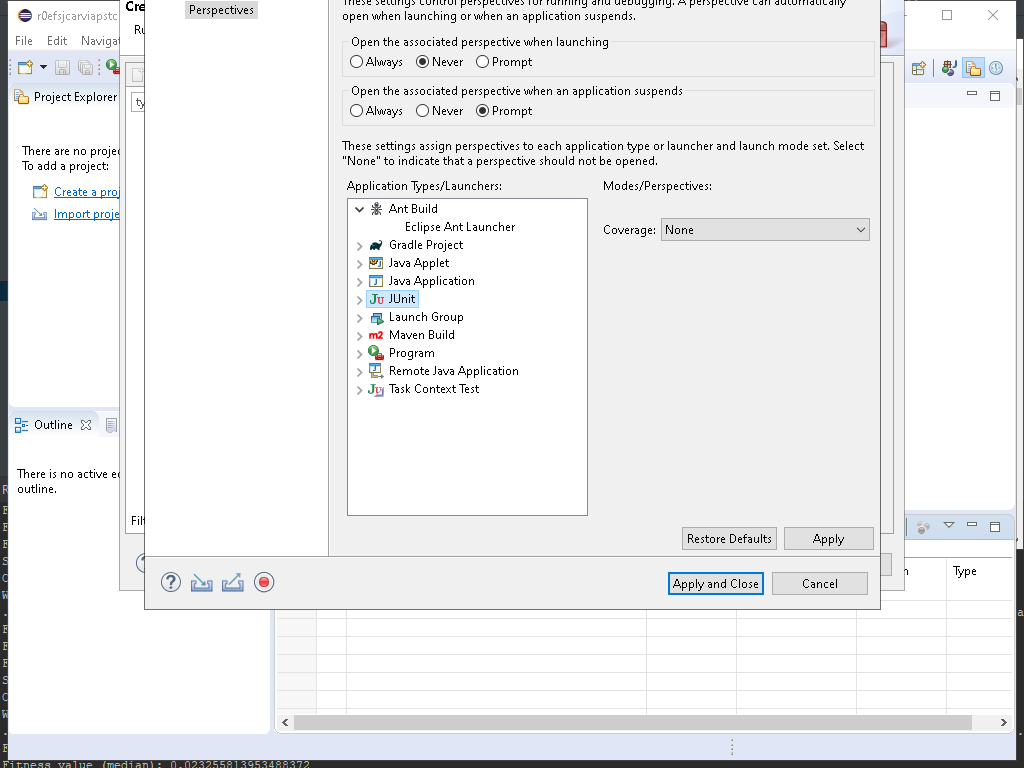 r0efsjcarviapstc
Cre
Perspectives
These settings control perspectives for running and debugging. A perspective can automatically
open when launching or when an application suspends.
File Edit Navigat
Ru
Open the associated perspective when launching
Always Never Prompt
Open the associated perspective when an application suspends
Always Never Prompt
Project Explorer
ty
There are no proje
To add a project:
Create a proj
Import proje
These settings assign perspectives to each application type or launcher and launch mode set. Select
"None" to indicate that a perspective should not be opened.
Application Types/Launchers:
Modes/Perspectives:
Ant Build
Eclipse Ant Launcher
Gradle Project
Java Applet
Java Application
JUnit
Launch Group
Maven Build
Program
Remote Java Application
Task Context Test
Coverage: None
Outline
There is no active ed
outline.
Filt
Restore Defaults Apply
Apply and Close Cancel
n Type
Fitness value (median): 0.023255813953488372